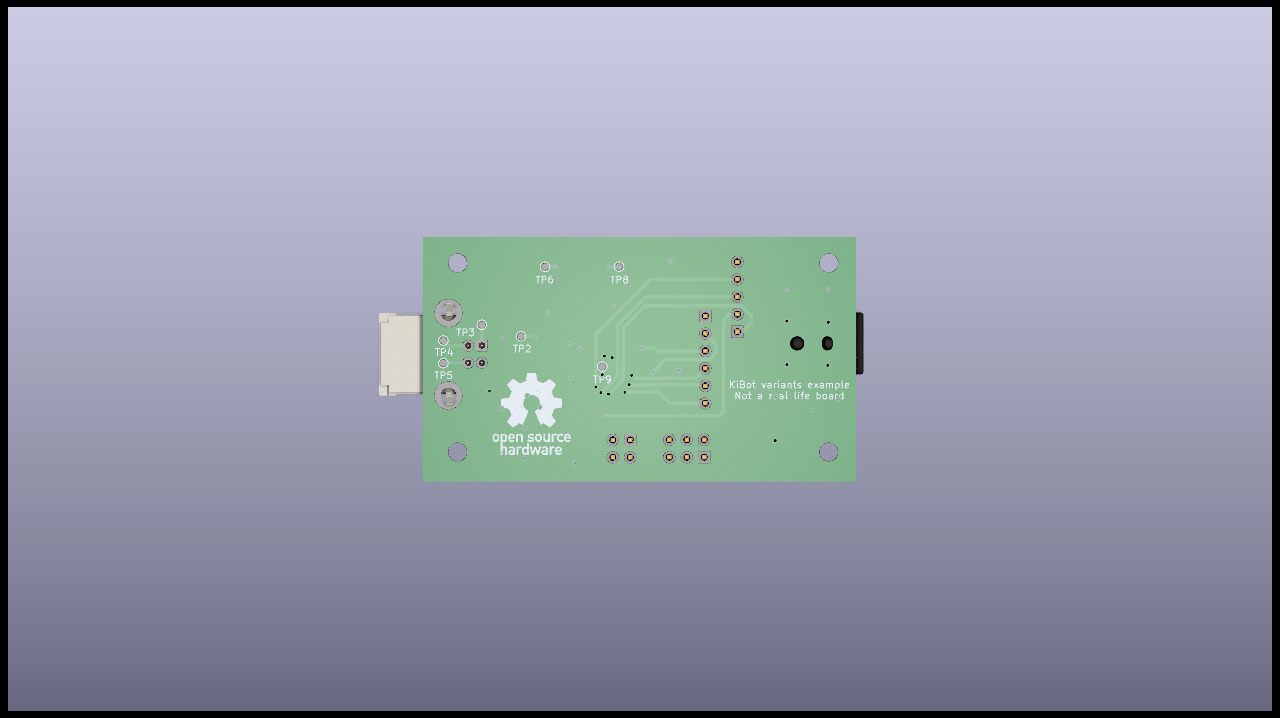 TP6
TP8
TP3
TP2
TP4
TP5
TP9
KiBot variants example
Not a real life board
open source
hardware